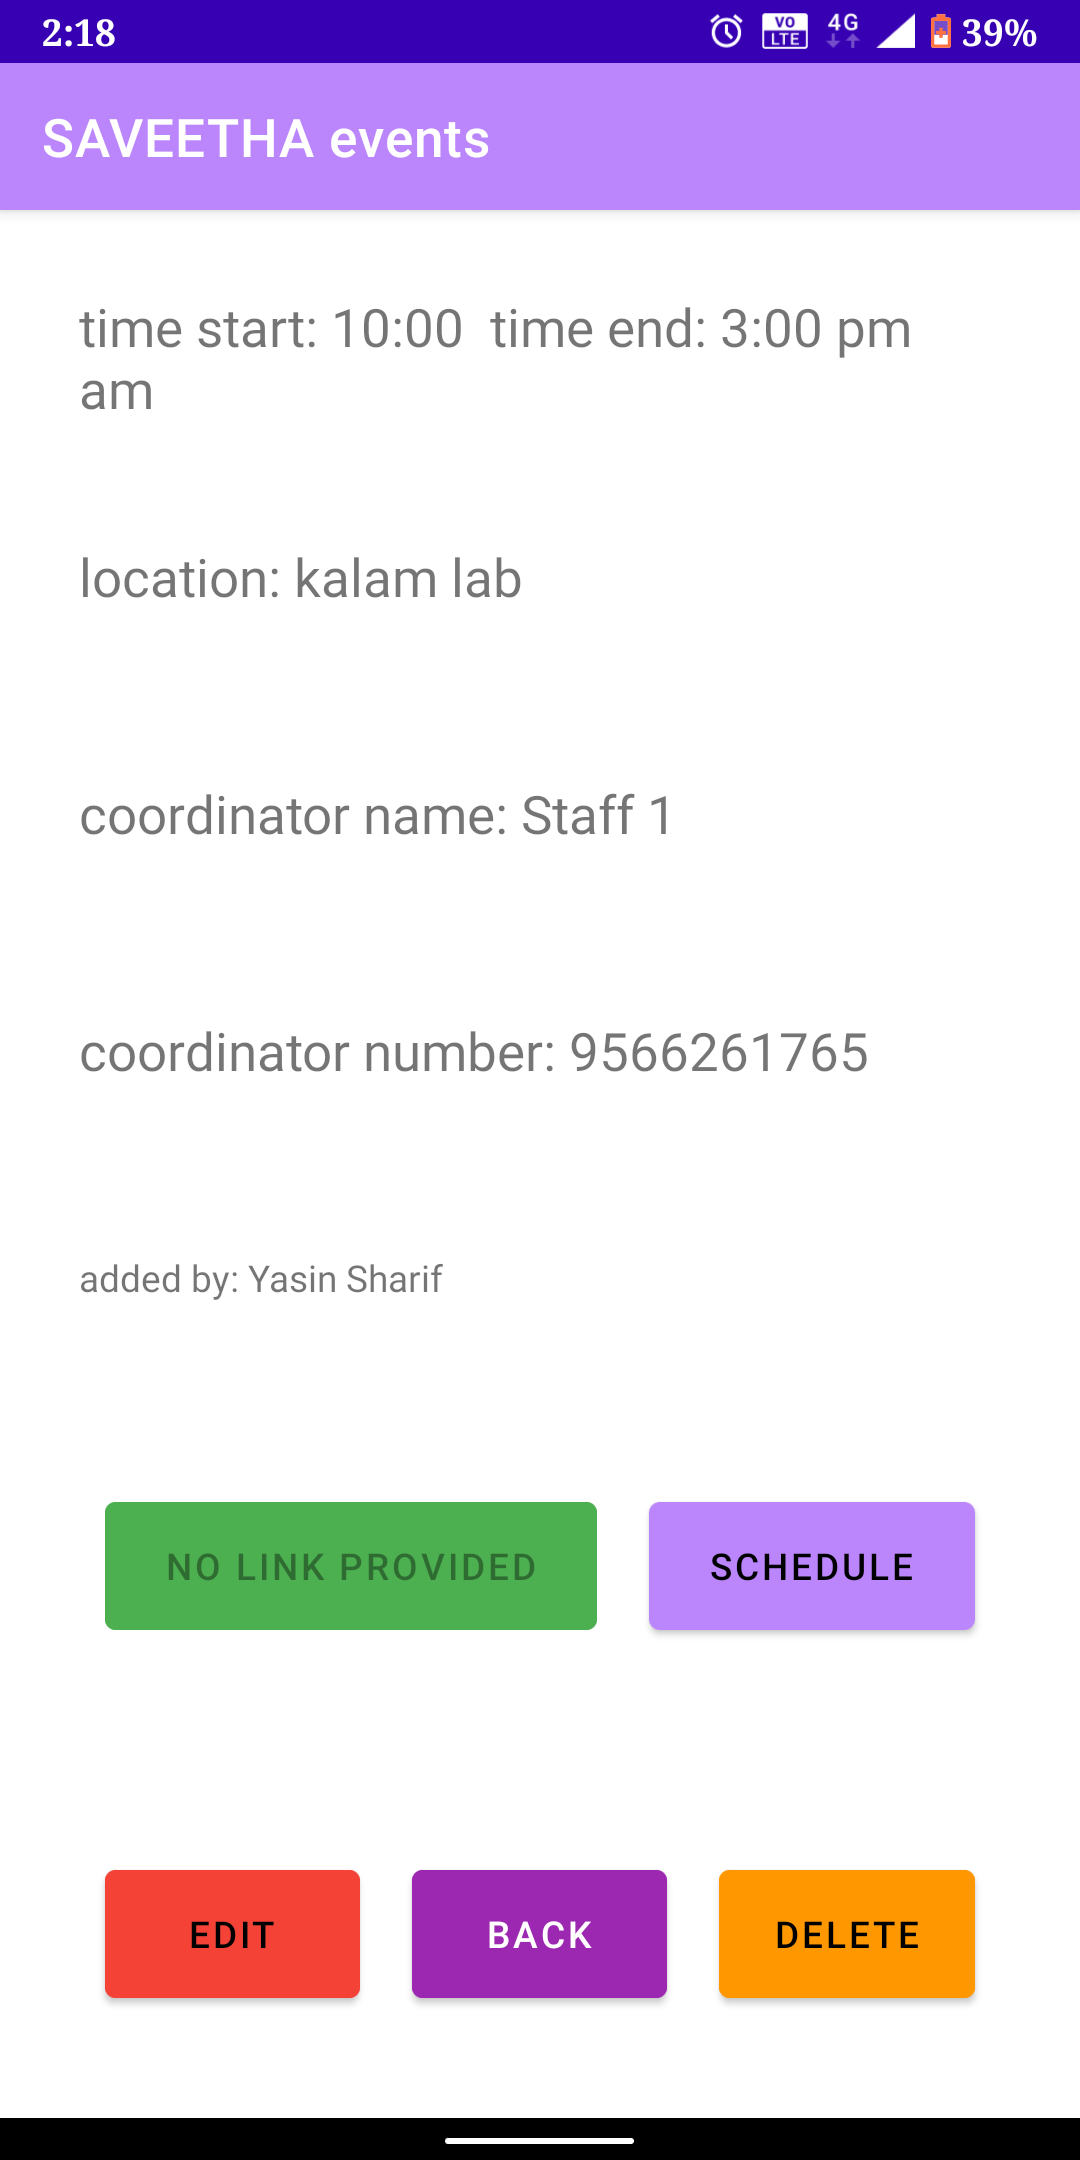 2:18 VO LTE 4G 39%
SAVEETHA events
time start: 10:00 time end: 3:00 pm
am
location: kalam lab
coordinator name: Staff 1
coordinator number: 9566261765
added by: Yasin Sharif
NO LINK PROVIDED SCHEDULE
EDIT BACK DELETE